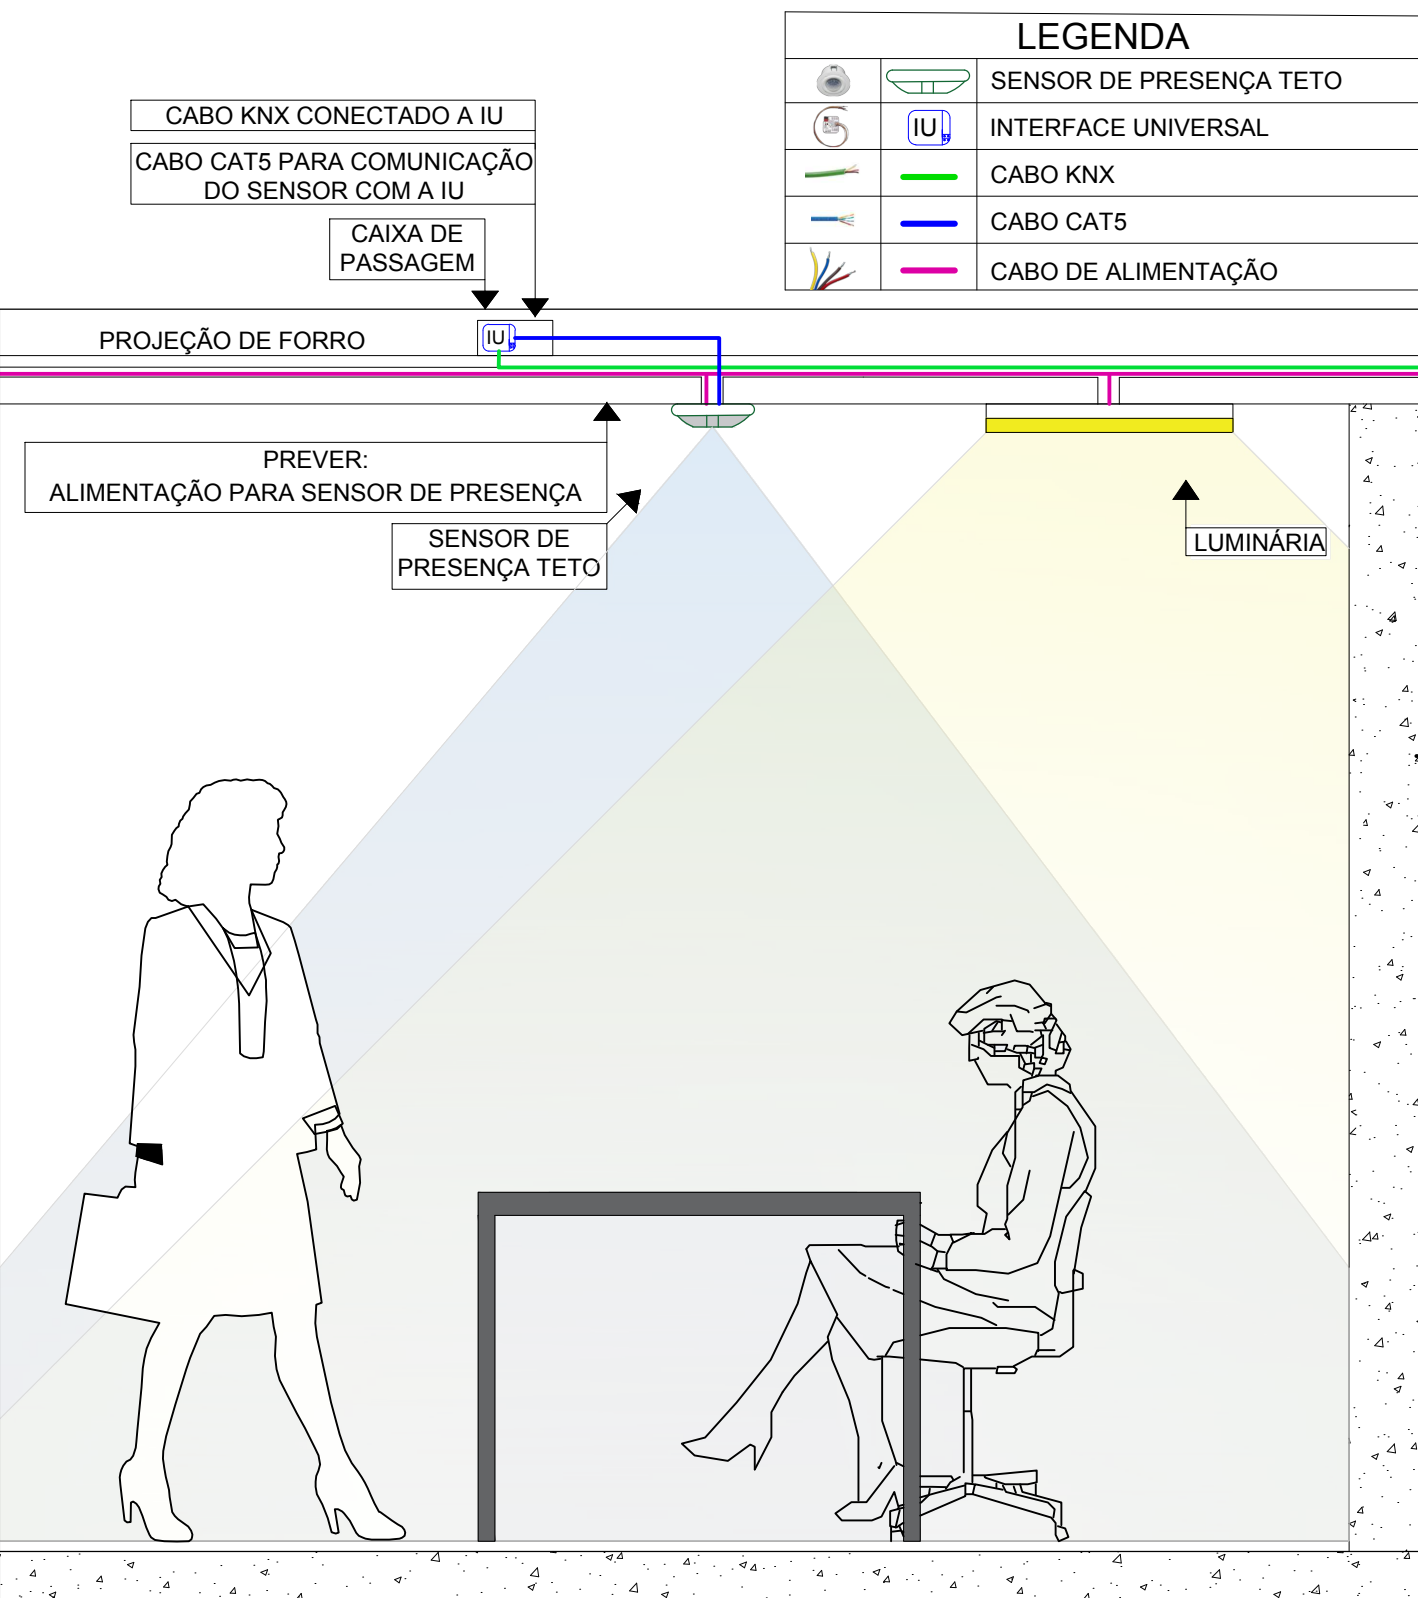 LEGENDA
SENSOR DE PRESENÇA TETO
IU
INTERFACE UNIVERSAL
CABO KNX
CABO CAT5
CABO DE ALIMENTAÇÃO
CABO KNX CONECTADO A IU
CABO CAT5 PARA COMUNICAÇÃO
DO SENSOR COM A IU
CAIXA DE
PASSAGEM
PROJEÇÃO DE FORRO
IU
PREVER:
ALIMENTAÇÃO PARA SENSOR DE PRESENÇA
SENSOR DE
PRESENÇA TETO
LUMINÁRIA